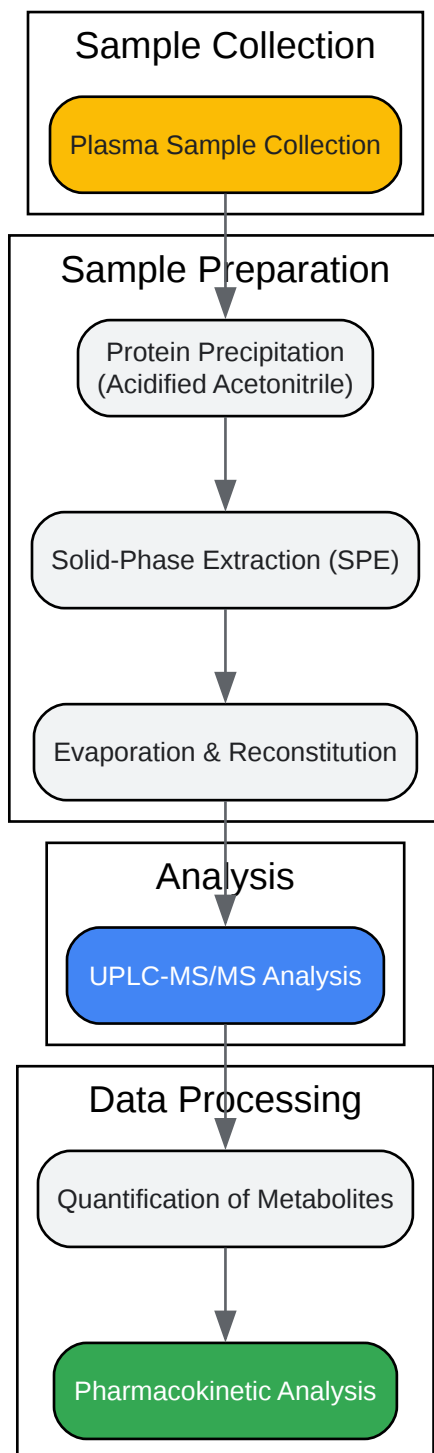 Sample Collection
Plasma Sample Collection
Sample Preparation
Protein Precipitation
(Acidified Acetonitrile)
Solid-Phase Extraction (SPE)
Evaporation & Reconstitution
Analysis
UPLC-MS/MS Analysis
Data Processing
Quantification of Metabolites
Pharmacokinetic Analysis